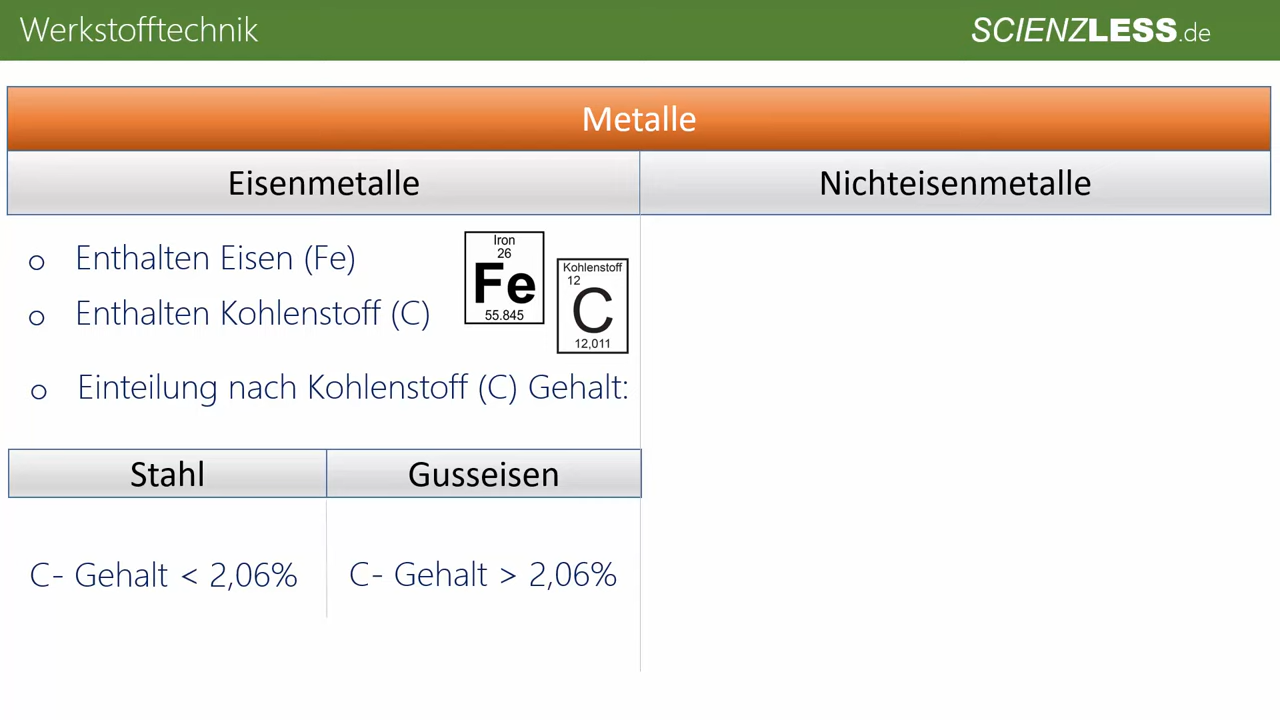 Werkstofftechnik
SCIENZLESS.de
Metalle
Eisenmetalle
Nichteisenmetalle
o Enthalten Eisen (Fe)
o Enthalten Kohlenstoff (C)
Iron
26
Fe
55.845
Kohlenstoff
12
C
12,011
o Einteilung nach Kohlenstoff (C) Gehalt:
Stahl
Gusseisen
C- Gehalt < 2,06%
C- Gehalt > 2,06%